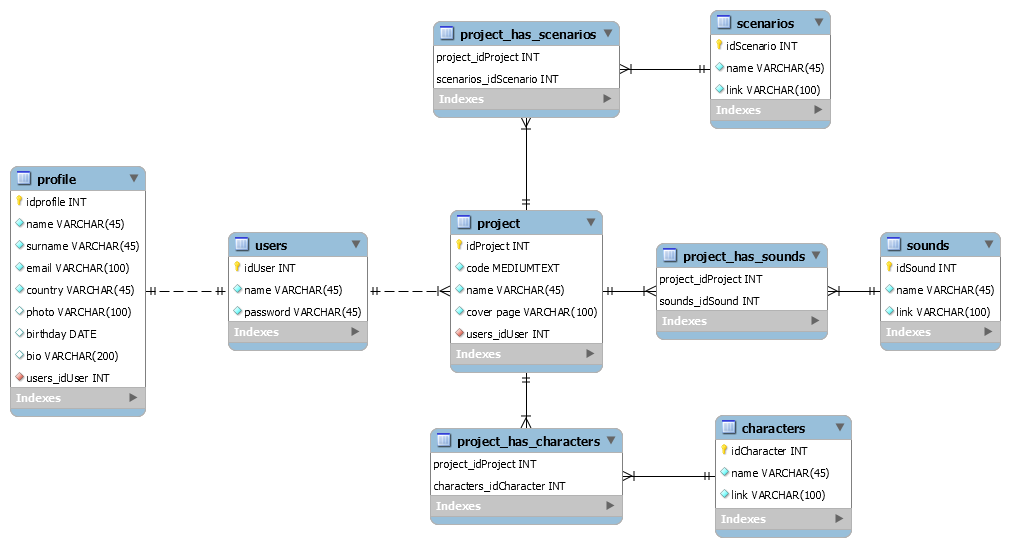 project_has_scenarios
project_idProject INT
scenarios_idScenario INT
Indexes
scenarios
idScenario INT
name VARCHAR(45)
link VARCHAR(100)
Indexes
profile
idprofile INT
name VARCHAR(45)
surname VARCHAR(45)
email VARCHAR(100)
country VARCHAR(45)
photo VARCHAR(100)
birthday DATE
bio VARCHAR(200)
users_idUser INT
Indexes
users
idUser INT
name VARCHAR(45)
password VARCHAR(45)
Indexes
project
idProject INT
code MEDIUMTEXT
name VARCHAR(45)
cover page VARCHAR(100)
users_idUser INT
Indexes
project_has_sounds
project_idProject INT
sounds_idSound INT
Indexes
sounds
idSound INT
name VARCHAR(45)
link VARCHAR(100)
Indexes
project_has_characters
project_idProject INT
characters_idCharacter INT
Indexes
characters
idCharacter INT
name VARCHAR(45)
link VARCHAR(100)
Indexes